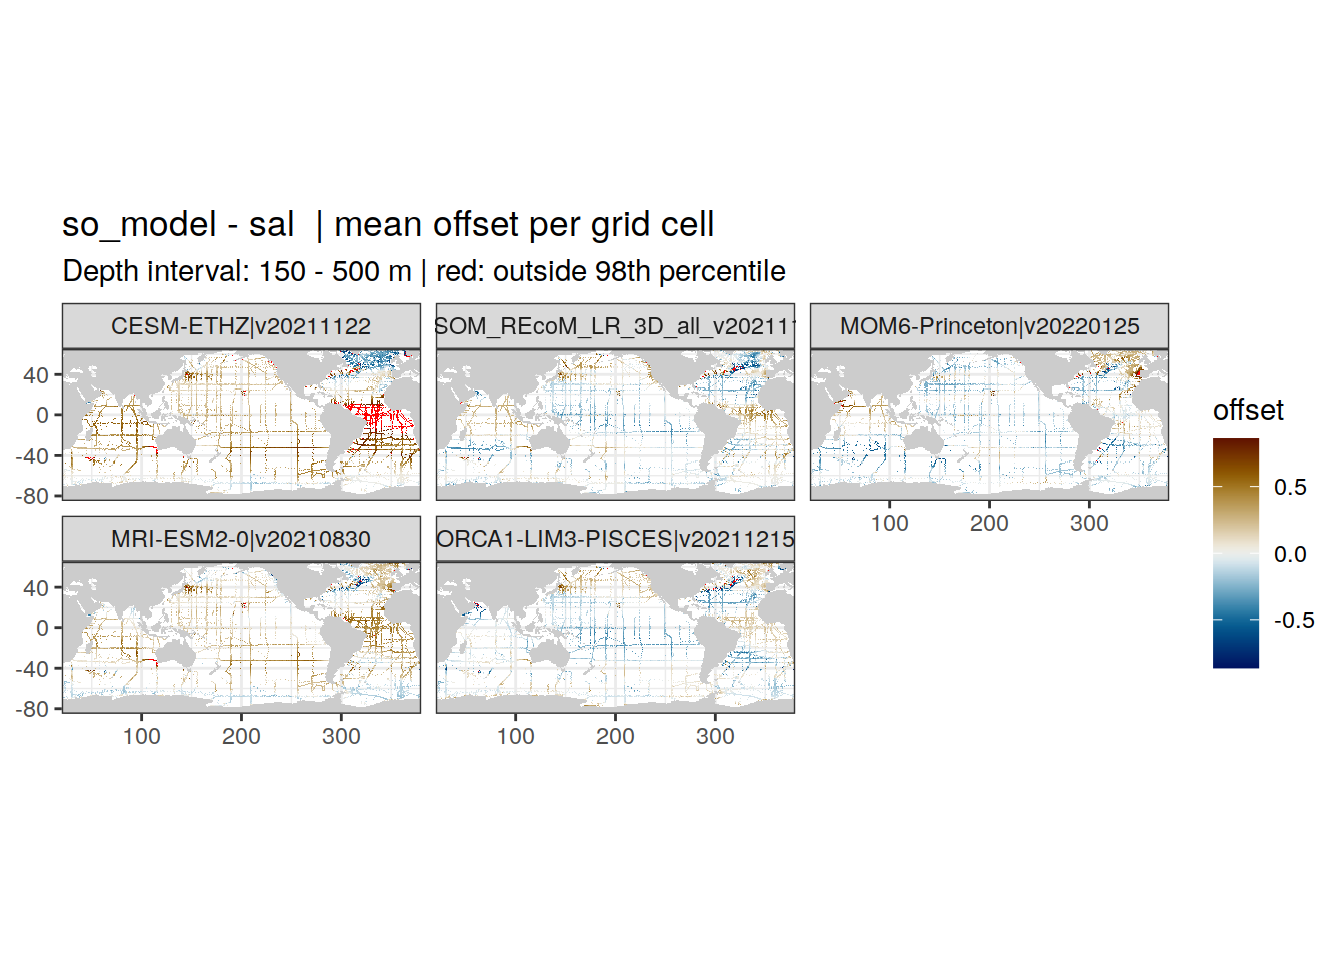 so_model - sal | mean offset per grid cell
Depth interval: 150 - 500 m | red: outside 98th percentile
CESM-ETHZ|v20211122
SOM_REcoM_LR_3D_all_v20211
MOM6-Princeton|v20220125
40
0
-40
-80
100
200
300
MRI-ESM2-0|v20210830
ORCA1-LIM3-PISCES|v20211215
40
0
-40
-80
100
200
300
100
200
300
offset
0.5
0.0
-0.5